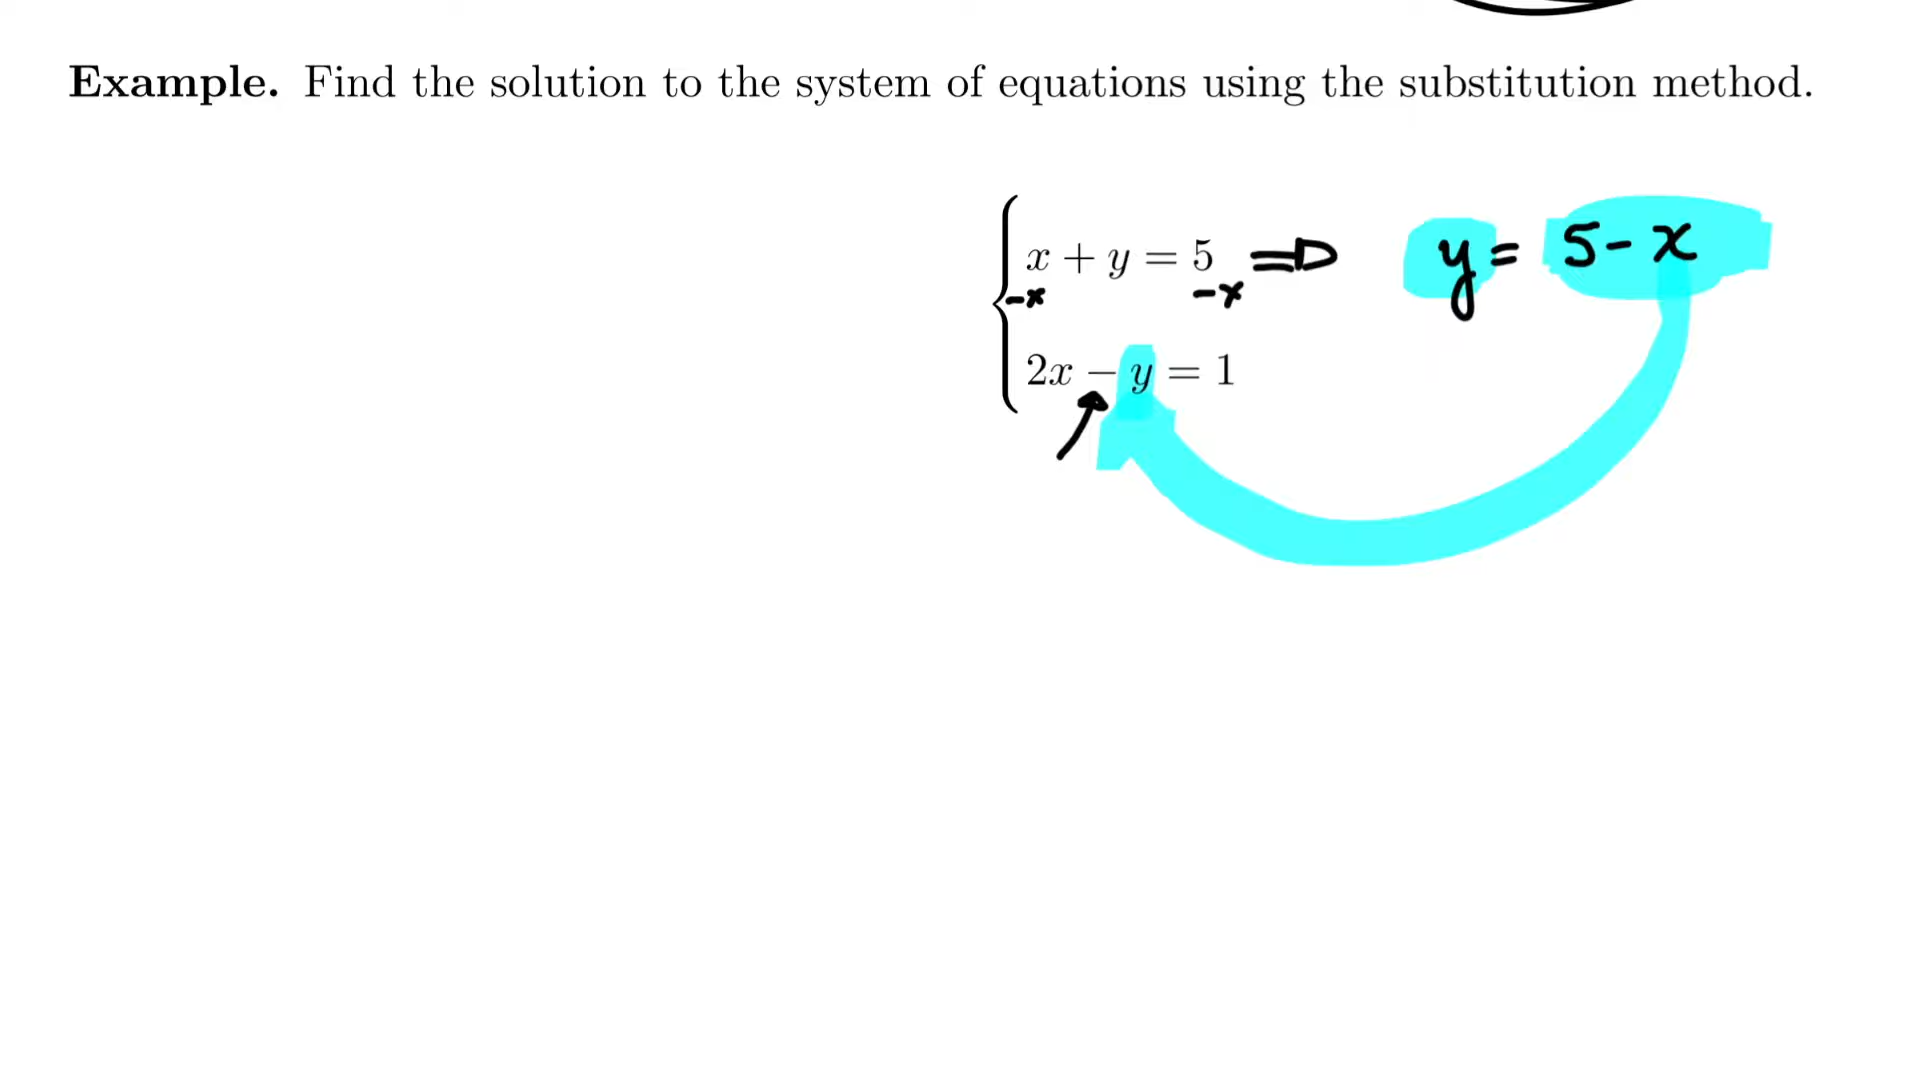 Example. Find the solution to the system of equations using the substitution method.
x + y = 5 ⇒ y = 5 - x
-x -x
2x − y = 1